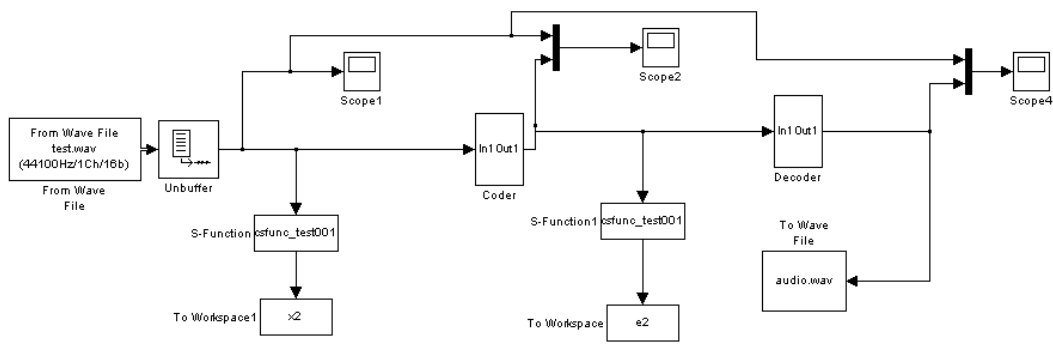 Scope1
Scope2
Scope4
From Wave File
test.wav
(44100Hz/1Ch/16b)
From Wave
File
Unbuffer
In1 Out1
Coder
In1 Out1
Decoder
S-Function
csfunc_test001
S-Function1
csfunc_test001
To Wave
File
audio.wav
To Workspace1
x2
To Workspace
e2